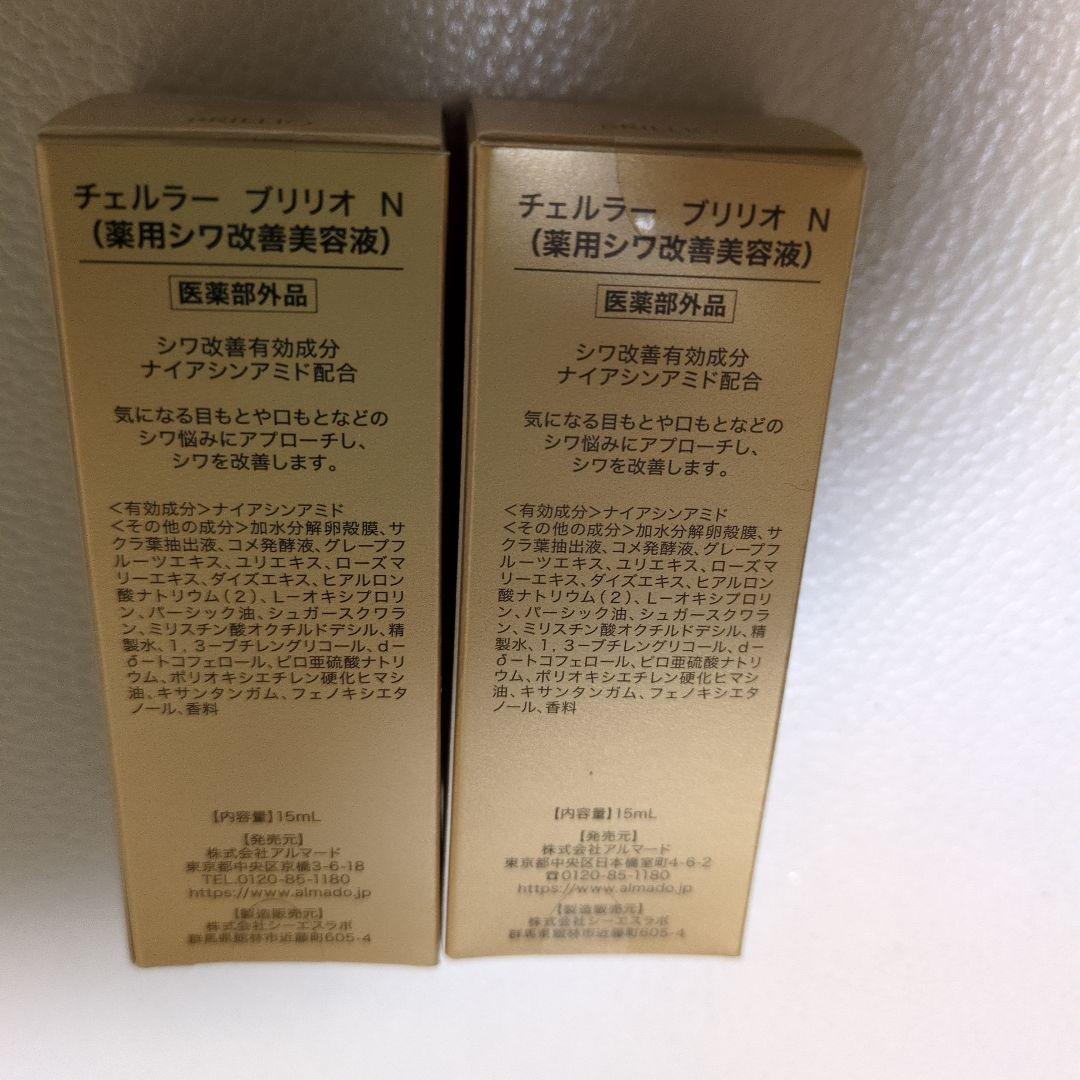 BRILLIO
チェルラー ブリリオ N
（薬用シワ改善美容液）
医薬部外品
シワ改善有効成分
ナイアシンアミド配合
気になる目もとや口もとなどの
シワ悩みにアプローチし、
シワを改善します。
＜有効成分＞ナイアシンアミド
＜その他の成分＞加水分解卵殻膜、サ
クラ葉抽出液、コメ発酵液、グレープフ
ルーツエキス、ユリエキス、ローズマ
リーエキス、ダイズエキス、ヒアルロン
酸ナトリウム（2）、L－オキシプロリ
ン、パーシック油、シュガースクワラ
ン、ミリスチン酸オクチルドデシル、精
製水、1，3－ブチレングリコール、d－
δ－トコフェロール、ピロ亜硫酸ナトリ
ウム、ポリオキシエチレン硬化ヒマシ
油、キサンタンガム、フェノキシエタ
ノール、香料
【内容量】15mL
【発売元】
株式会社アルマード
東京都中央区京橋3-6-18
TEL.0120-85-1180
https://www.almado.jp
【製造販売元】
株式会社シーエスラボ
群馬県館林市近藤町605-4
BRILLIO
チェルラー ブリリオ N
（薬用シワ改善美容液）
医薬部外品
シワ改善有効成分
ナイアシンアミド配合
気になる目もとや口もとなどの
シワ悩みにアプローチし、
シワを改善します。
＜有効成分＞ナイアシンアミド
＜その他の成分＞加水分解卵殻膜、サ
クラ葉抽出液、コメ発酵液、グレープフ
ルーツエキス、ユリエキス、ローズマ
リーエキス、ダイズエキス、ヒアルロン
酸ナトリウム（2）、L－オキシプロリ
ン、パーシック油、シュガースクワラ
ン、ミリスチン酸オクチルドデシル、精
製水、1，3－ブチレングリコール、d－
δ－トコフェロール、ピロ亜硫酸ナトリ
ウム、ポリオキシエチレン硬化ヒマシ
油、キサンタンガム、フェノキシエタ
ノール、香料
【内容量】15mL
【発売元】
株式会社アルマード
東京都中央区日本橋室町4-6-2
☎0120-85-1180
https://www.almado.jp
【製造販売元】
株式会社シーエスラボ
群馬県館林市近藤町605-4